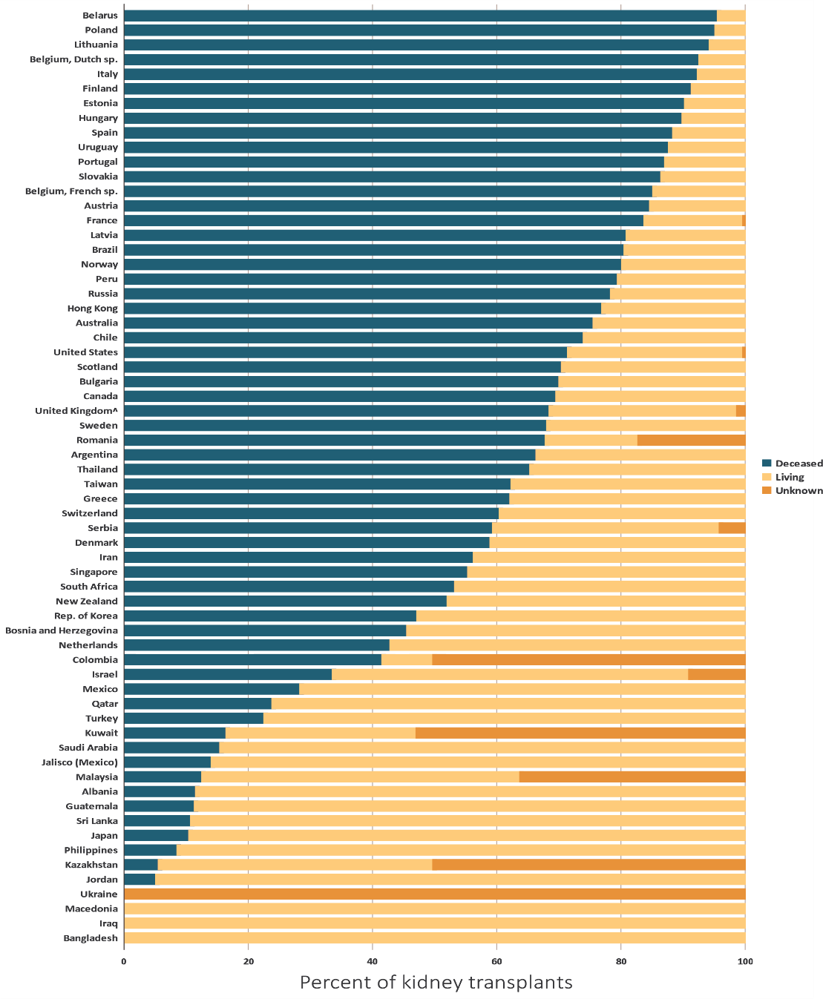 Belarus
Poland
Lithuania
Belgium, Dutch sp.
Italy
Finland
Estonia
Hungary
Spain
Uruguay
Portugal
Slovakia
Belgium, French sp.
Austria
France
Latvia
Brazil
Norway
Peru
Russia
Hong Kong
Australia
Chile
United States
Scotland
Bulgaria
Canada
United Kingdom^
Sweden
Romania
Argentina
Thailand
Taiwan
Greece
Switzerland
Serbia
Denmark
Iran
Singapore
South Africa
New Zealand
Rep. of Korea
Bosnia and Herzegovina
Netherlands
Colombia
Israel
Mexico
Qatar
Turkey
Kuwait
Saudi Arabia
Jalisco (Mexico)
Malaysia
Albania
Guatemala
Sri Lanka
Japan
Philippines
Kazakhstan
Jordan
Ukraine
Macedonia
Iraq
Bangladesh
0 20 40 60 80 100
Percent of kidney transplants
Deceased
Living
Unknown